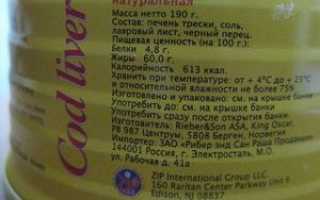 Cod liver
натуральная
Масса нетто 190 г.
Состав: печень трески, соль,
лавровый лист, черный перец.
Пищевая ценность (на 100 г.):
Белки 4,8 г.
Жиры 60,0 г.
Калорийность 613 ккал.
Хранить при температуре от + 4°С до + 25°С
и относительной влажности не более 75%
Изготовлено и упаковано: см. на крышке банки
Употребить до: см. на крышке банки
Употребить сразу после открытия банки.
Изготовитель: Rieber&Son ASA, King Oscar,
РВ 987 Центрум, 5808 Берген, Норвегия
Импортер: ЗАО «Рибер энд Сан Раша Продакшн»
144001 Россия, г. Электросталь, М.О.
ул. Рабочая д. 41а
ZIP International Group LLC.
160 Raritan Center Parkway Unit 6
Edison, NJ 08837